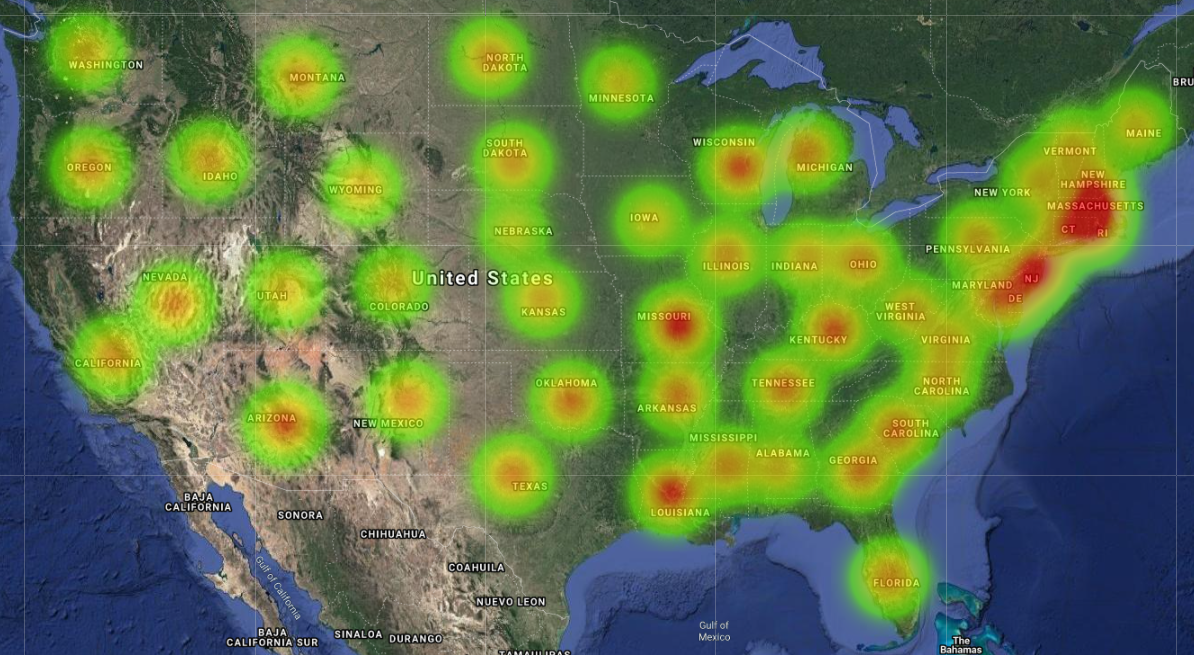 WASHINGTON
MONTANA
NORTH
DAKOTA
MINNESOTA
BRU
MAINE
OREGON
IDAHO
WYOMING
SOUTH
DAKOTA
WISCONSIN
MICHIGAN
VERMONT
NEW
HAMPSHIRE
NEW YORK
MASSACHUSETTS
CT
RI
IOWA
NEBRASKA
PENNSYLVANIA
ILLINOIS
INDIANA
OHIO
United States
NEVADA
UTAH
COLORADO
KANSAS
MARYLAND
NJ
DE
MISSOURI
WEST
VIRGINIA
KENTUCKY
VIRGINIA
CALIFORNIA
OKLAHOMA
TENNESSEE
NORTH
CAROLINA
ARIZONA
NEW MEXICO
ARKANSAS
SOUTH
CAROLINA
MISSISSIPPI
ALABAMA
GEORGIA
TEXAS
LOUISIANA
BAJA
CALIFORNIA
SONORA
CHIHUAHUA
COAHUILA
Gulf of California
FLORIDA
NUEVO LEON
Gulf of
Mexico
BAJA
CALIFORNIA SUR
SINALOA
DURANGO
TAMAULIPAS
The
Bahamas